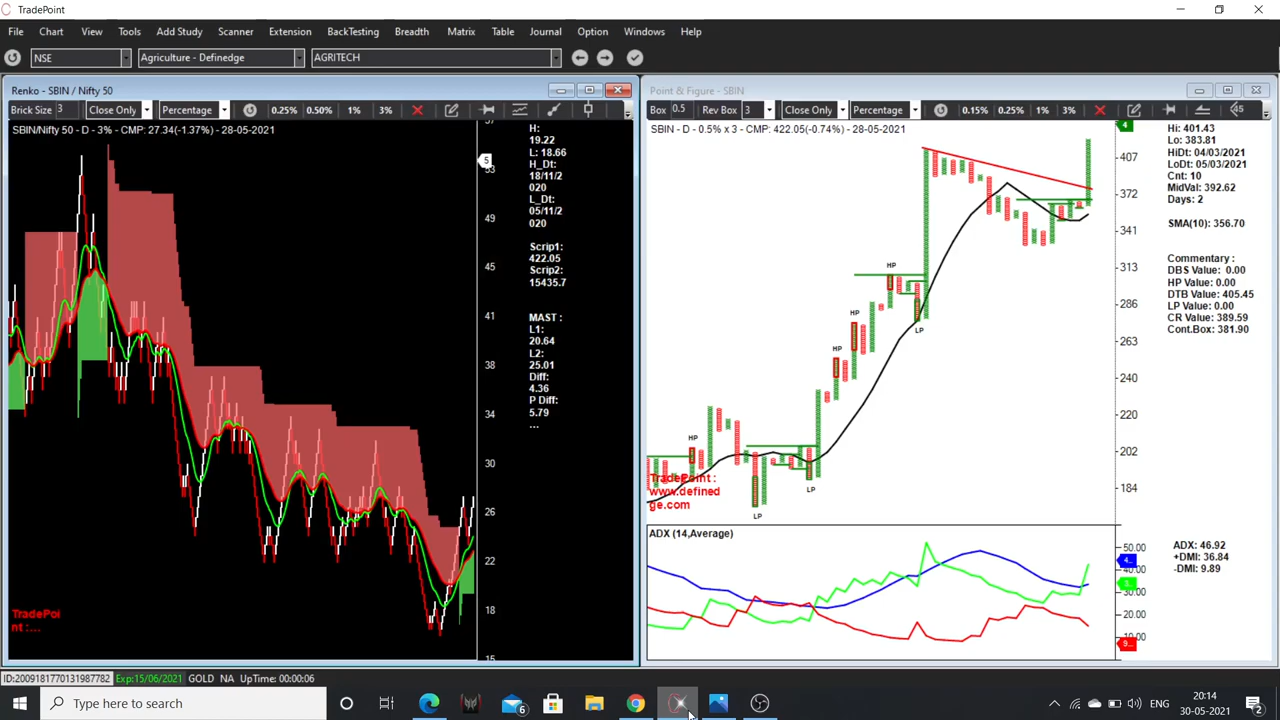 TradePoint
File Chart View Tools Add Study Scanner Extension BackTesting Breadth Matrix Table Journal Option Windows Help
NSE Agriculture - Definedge AGRITECH
Renko - SBIN / Nifty 50
Brick Size 3 Close Only Percentage 0.25% 0.50% 1% 3%
SBIN/Nifty 50 - D - 3% - CMP: 27.34(-1.37%) - 28-05-2021
H:
19.22
L: 18.66
H_Dt:
18/11/2
020
L_Dt:
05/11/2
020
Scrip1:
422.05
Scrip2:
15435.7
MAST :
L1:
20.64
L2:
25.01
Diff:
4.36
P Diff:
5.79
...
5
53
49
45
41
38
34
30
26
22
18
15
TradePoi
nt :...
Point & Figure - SBIN
Box 0.5 Rev Box 3 Close Only Percentage 0.15% 0.25% 1% 3%
SBIN - D - 0.5% x 3 - CMP: 422.05(-0.74%) - 28-05-2021
4
407
372
341
313
286
263
240
220
202
184
HP
HP
HP
HP
LP
LP
LP
TradePoint :
www.defined
ge.com
Hi: 401.43
Lo: 383.81
HiDt: 04/03/2021
LoDt: 05/03/2021
Cnt: 10
MidVal: 392.62
Days: 2
SMA(10): 356.70
Commentary :
DBS Value: 0.00
HP Value: 0.00
DTB Value: 405.45
LP Value: 0.00
CR Value: 389.59
Cont.Box: 381.90
ADX (14,Average)
50.00
40.00
30.00
20.00
10.00
4...
9...
ADX: 46.92
+DMI: 36.84
-DMI: 9.89
ID:2009181770131987782 Exp:15/06/2021 GOLD NA UpTime: 00:00:06
Type here to search
6
ENG
20:14
30-05-2021
2